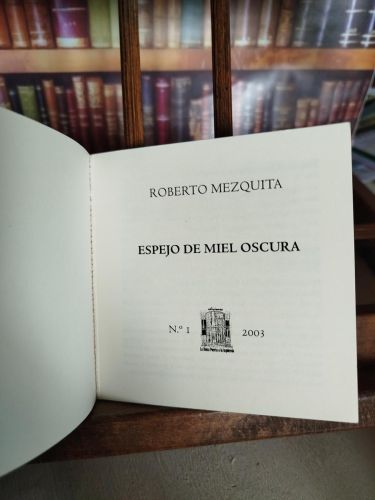 ROBERTO MEZQUITA
ESPEJO DE MIEL OSCURA
N.º 1
2003